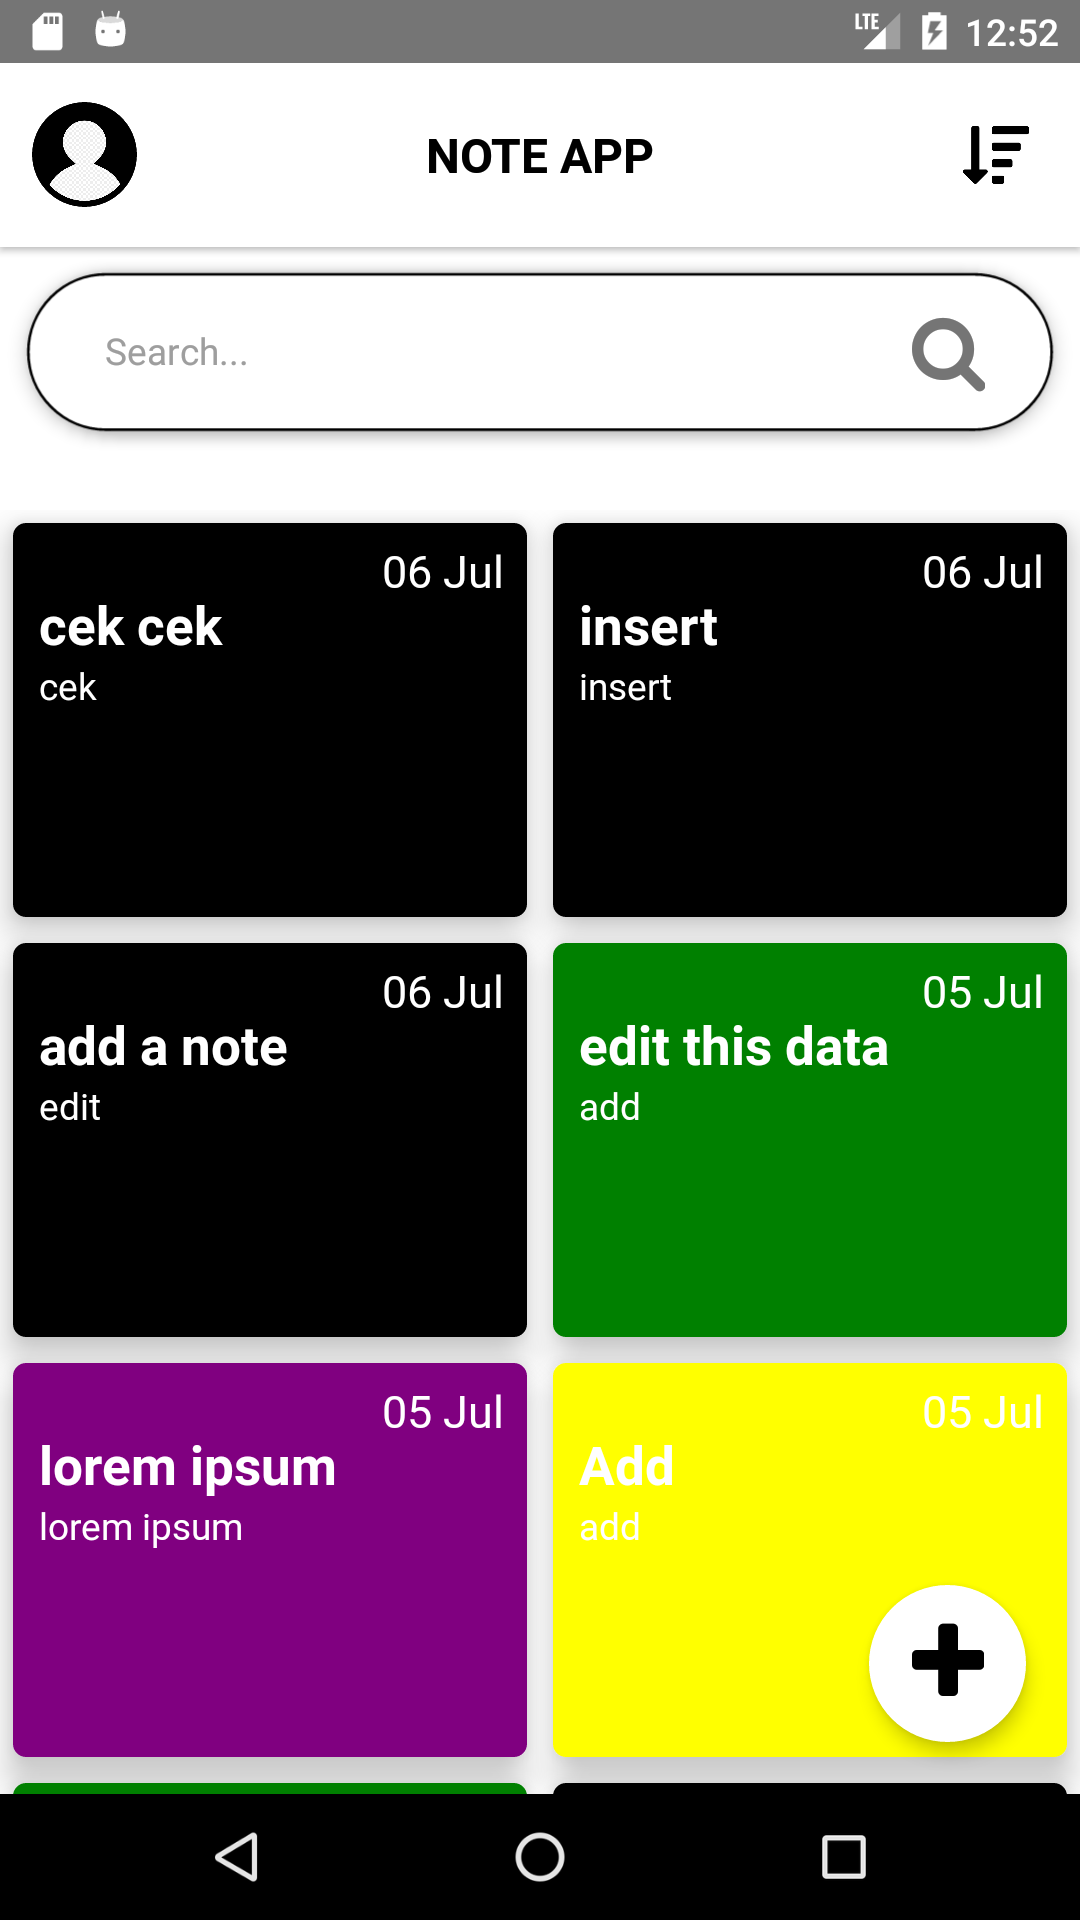 LTE 12:52
NOTE APP
Search...
06 Jul
cek cek
cek
06 Jul
insert
insert
06 Jul
add a note
edit
05 Jul
edit this data
add
05 Jul
lorem ipsum
lorem ipsum
05 Jul
Add
add